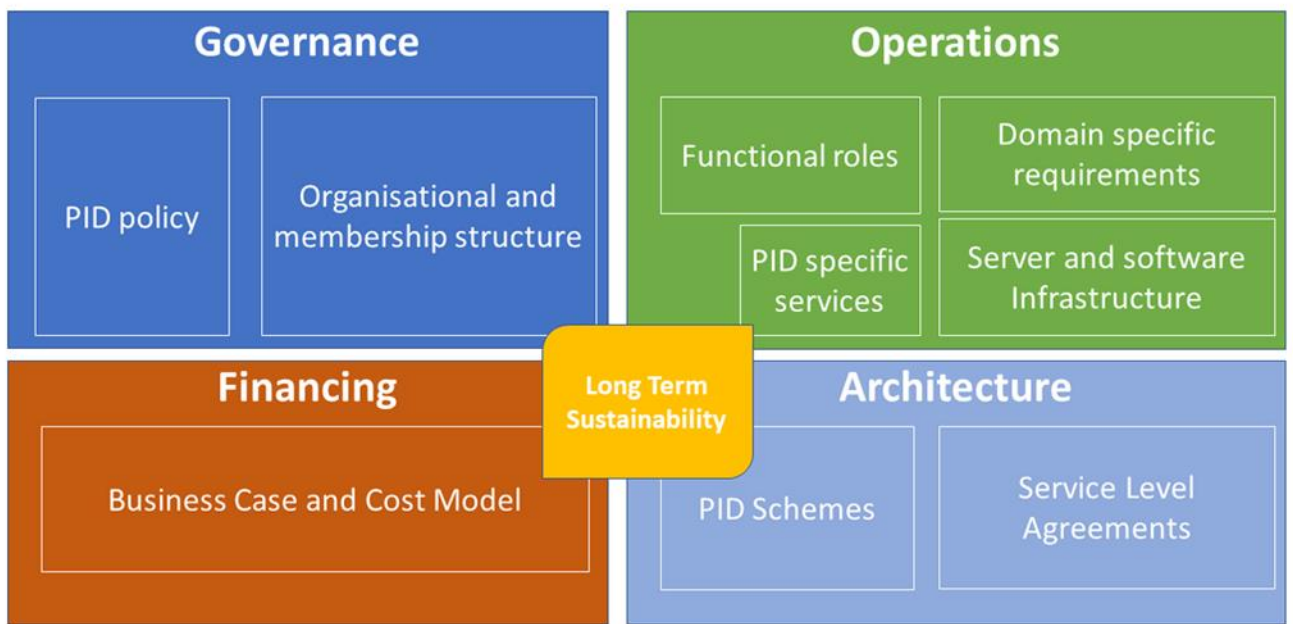 Governance
PID policy
Organisational and
membership structure
Operations
Functional roles
Domain specific
requirements
PID specific
services
Server and software
Infrastructure
Financing
Business Case and Cost Model
Long Term
Sustainability
Architecture
PID Schemes
Service Level
Agreements